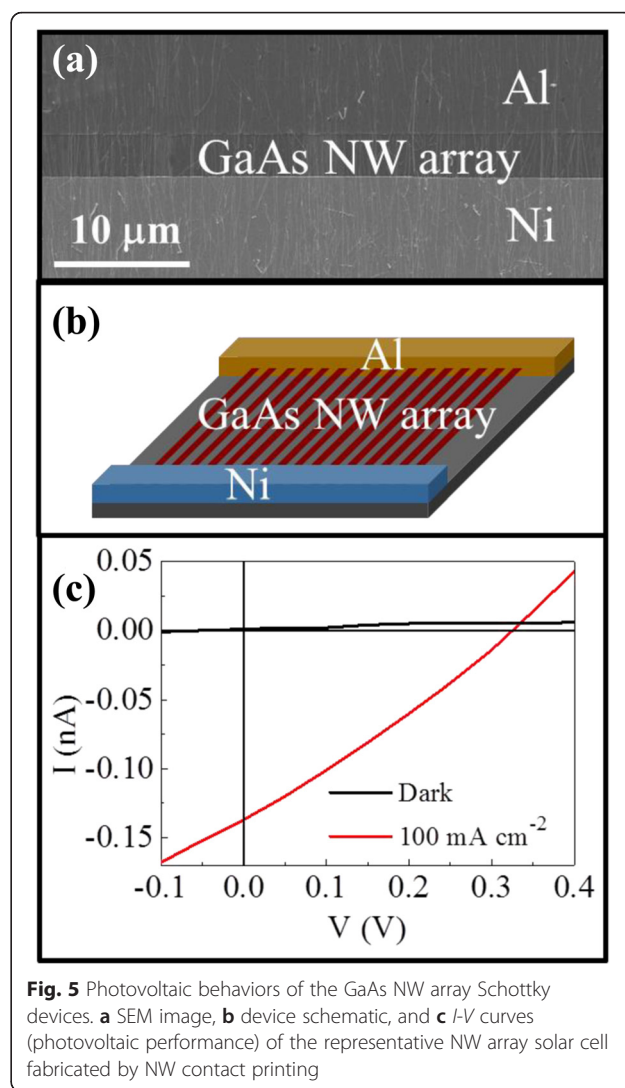 (a)
Al
GaAs NW array
Ni
10 μm
(b)
Al
GaAs NW array
Ni
(c)
0.05
0.00
-0.05
-0.10
-0.15
I (nA)
Dark
100 mA cm⁻²
-0.1 0.0 0.1 0.2 0.3 0.4
V (V)
Fig. 5 Photovoltaic behaviors of the GaAs NW array Schottky
devices. a SEM image, b device schematic, and c I-V curves
(photovoltaic performance) of the representative NW array solar cell
fabricated by NW contact printing